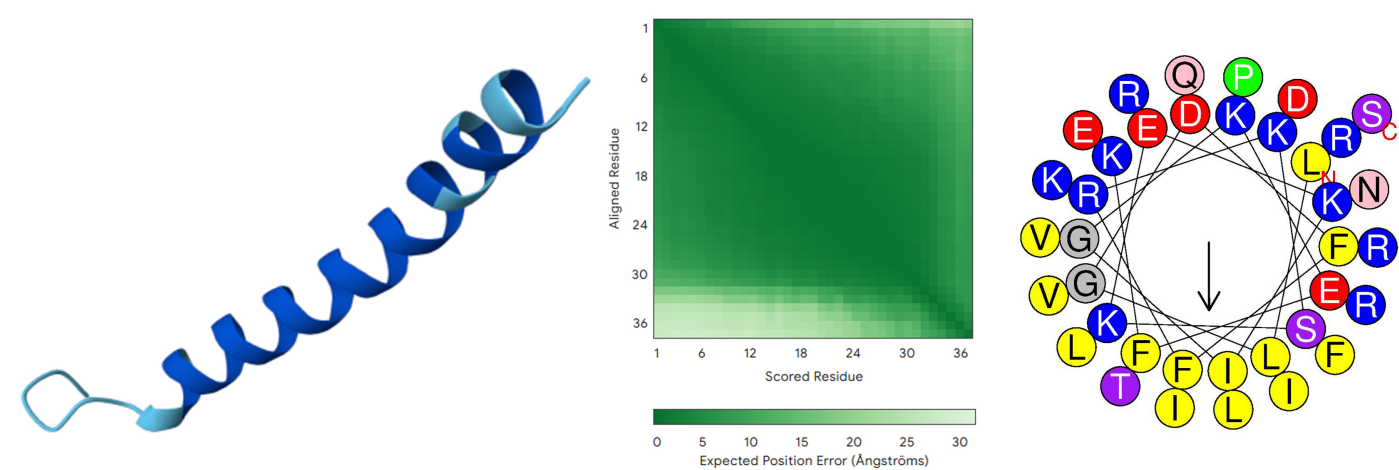 1
6
12
18
24
30
36
Aligned Residue
1 6 12 18 24 30 36
Scored Residue
0 5 10 15 20 25 30
Expected Position Error (Ångströms)
Q P
R D
E D K K S
E R C
K L
K R N K N
V G F R
V G E R
K S
L F F I L F
T I L I